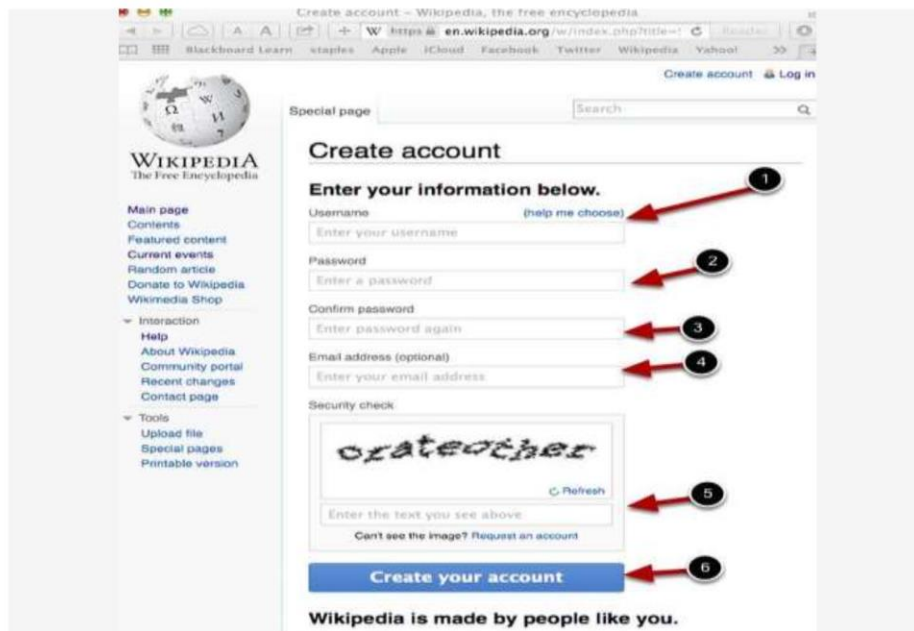 Create account – Wikipedia, the free encyclopedia
A A + W https en.wikipedia.org/w/index.php?title=S Reader
Blackboard Learn staples Apple iCloud Facebook Twitter Wikipedia Yahoo! >>
Create account Log in
Special page Search
WIKIPEDIA
The Free Encyclopedia
Main page
Contents
Featured content
Current events
Random article
Donate to Wikipedia
Wikimedia Shop
Interaction
Help
About Wikipedia
Community portal
Recent changes
Contact page
Tools
Upload file
Special pages
Printable version
Create account
Enter your information below.
1
Username (help me choose)
Enter your username
Password
2
Enter a password
Confirm password
Enter password again
3
Email address (optional)
4
Enter your email address
Security check
Refresh
5
Enter the text you see above
Can't see the image? Request an account
Create your account
6
Wikipedia is made by people like you.